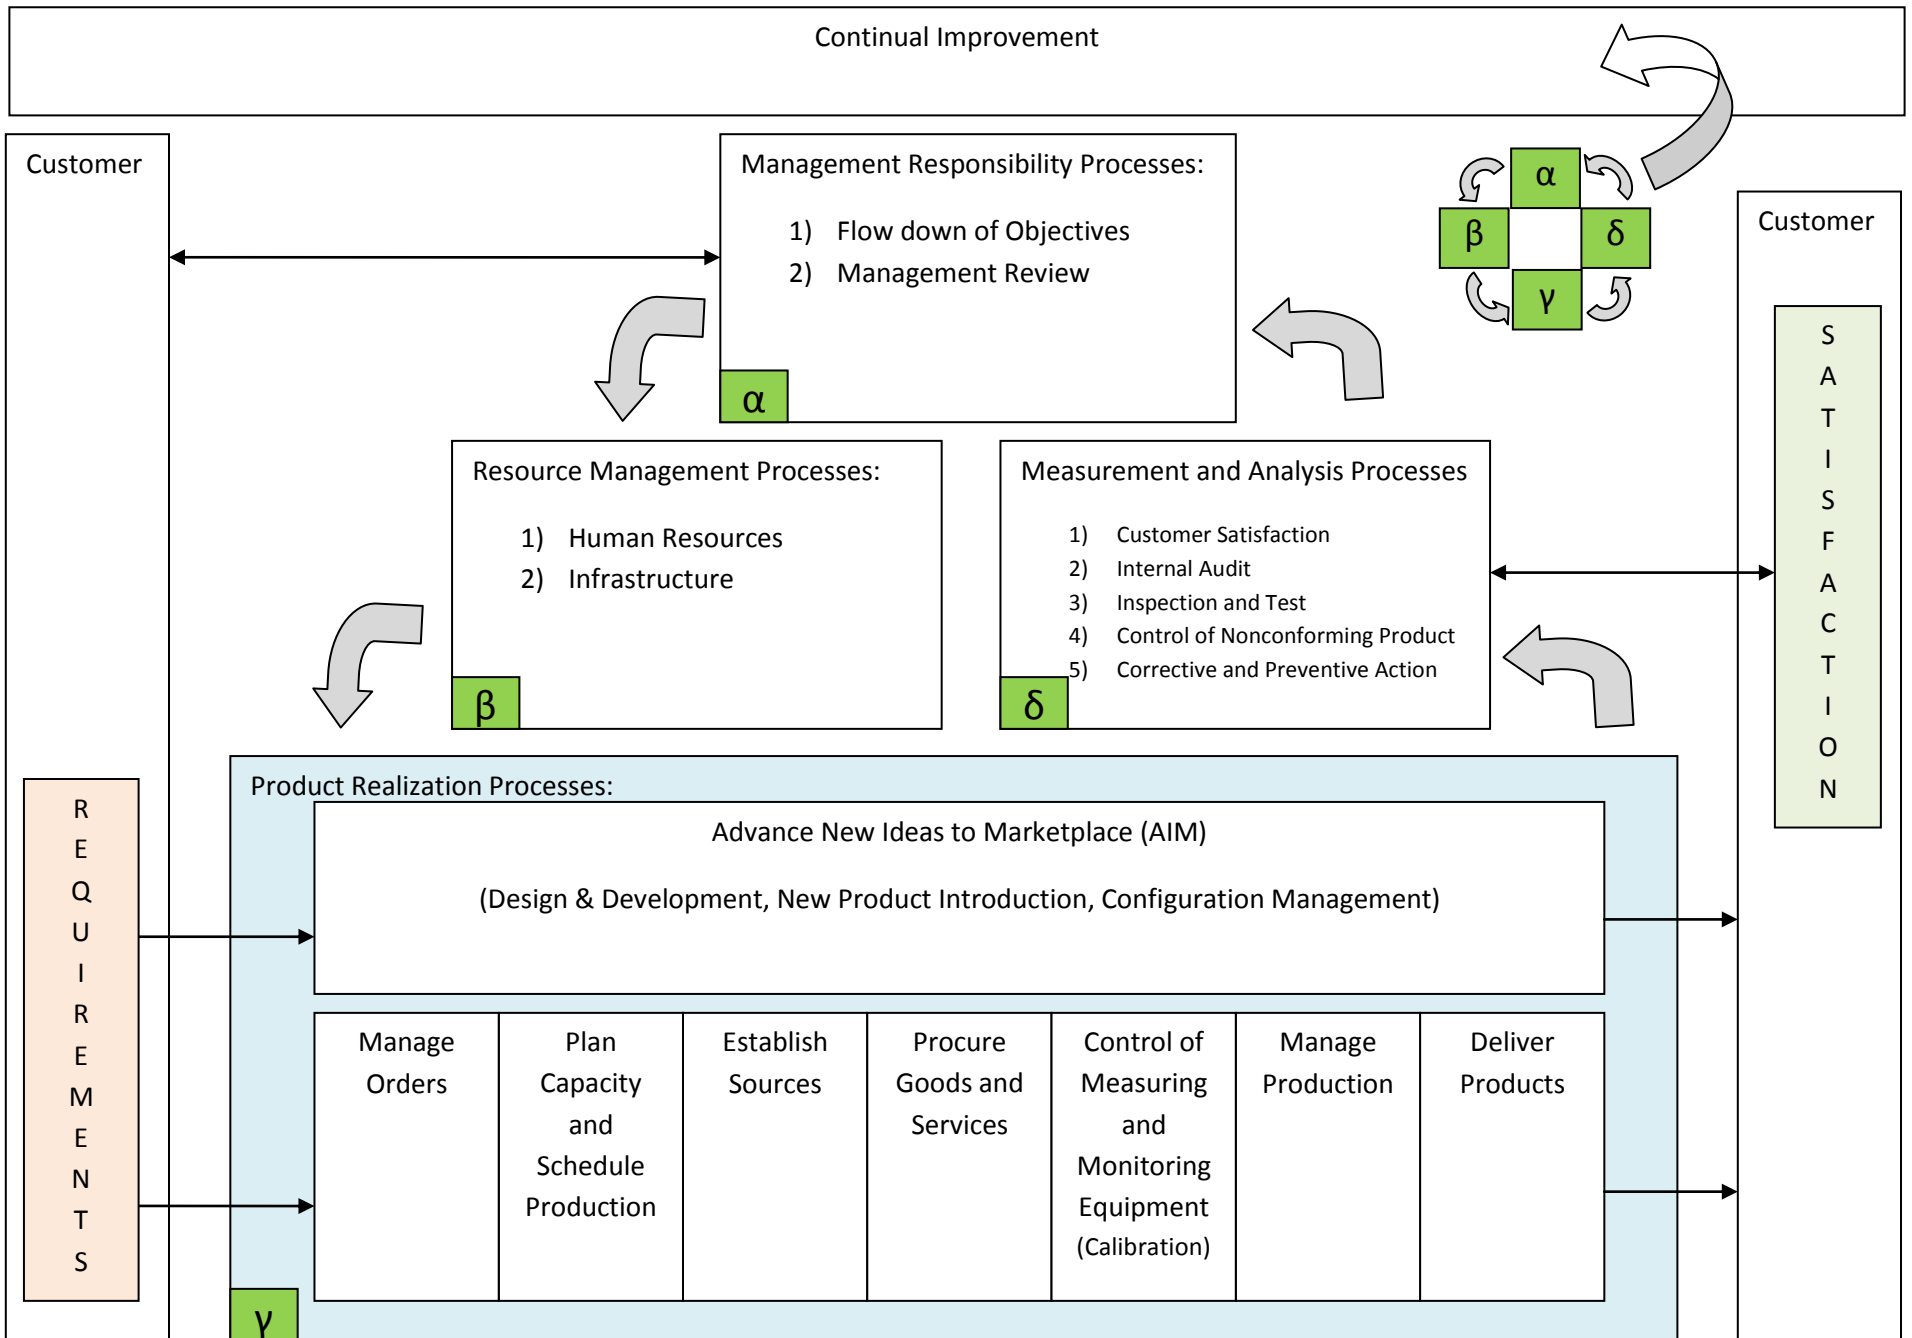 Continual Improvement
Customer
Management Responsibility Processes:
1) Flow down of Objectives
2) Management Review
α
α
β
δ
γ
Customer
S
A
T
I
S
F
A
C
T
I
O
N
Resource Management Processes:
1) Human Resources
2) Infrastructure
β
Measurement and Analysis Processes
1) Customer Satisfaction
2) Internal Audit
3) Inspection and Test
4) Control of Nonconforming Product
5) Corrective and Preventive Action
δ
R
E
Q
U
I
R
E
M
E
N
T
S
Product Realization Processes:
Advance New Ideas to Marketplace (AIM)
(Design & Development, New Product Introduction, Configuration Management)
Manage
Orders
Plan
Capacity
and
Schedule
Production
Establish
Sources
Procure
Goods and
Services
Control of
Measuring
and
Monitoring
Equipment
(Calibration)
Manage
Production
Deliver
Products
γ